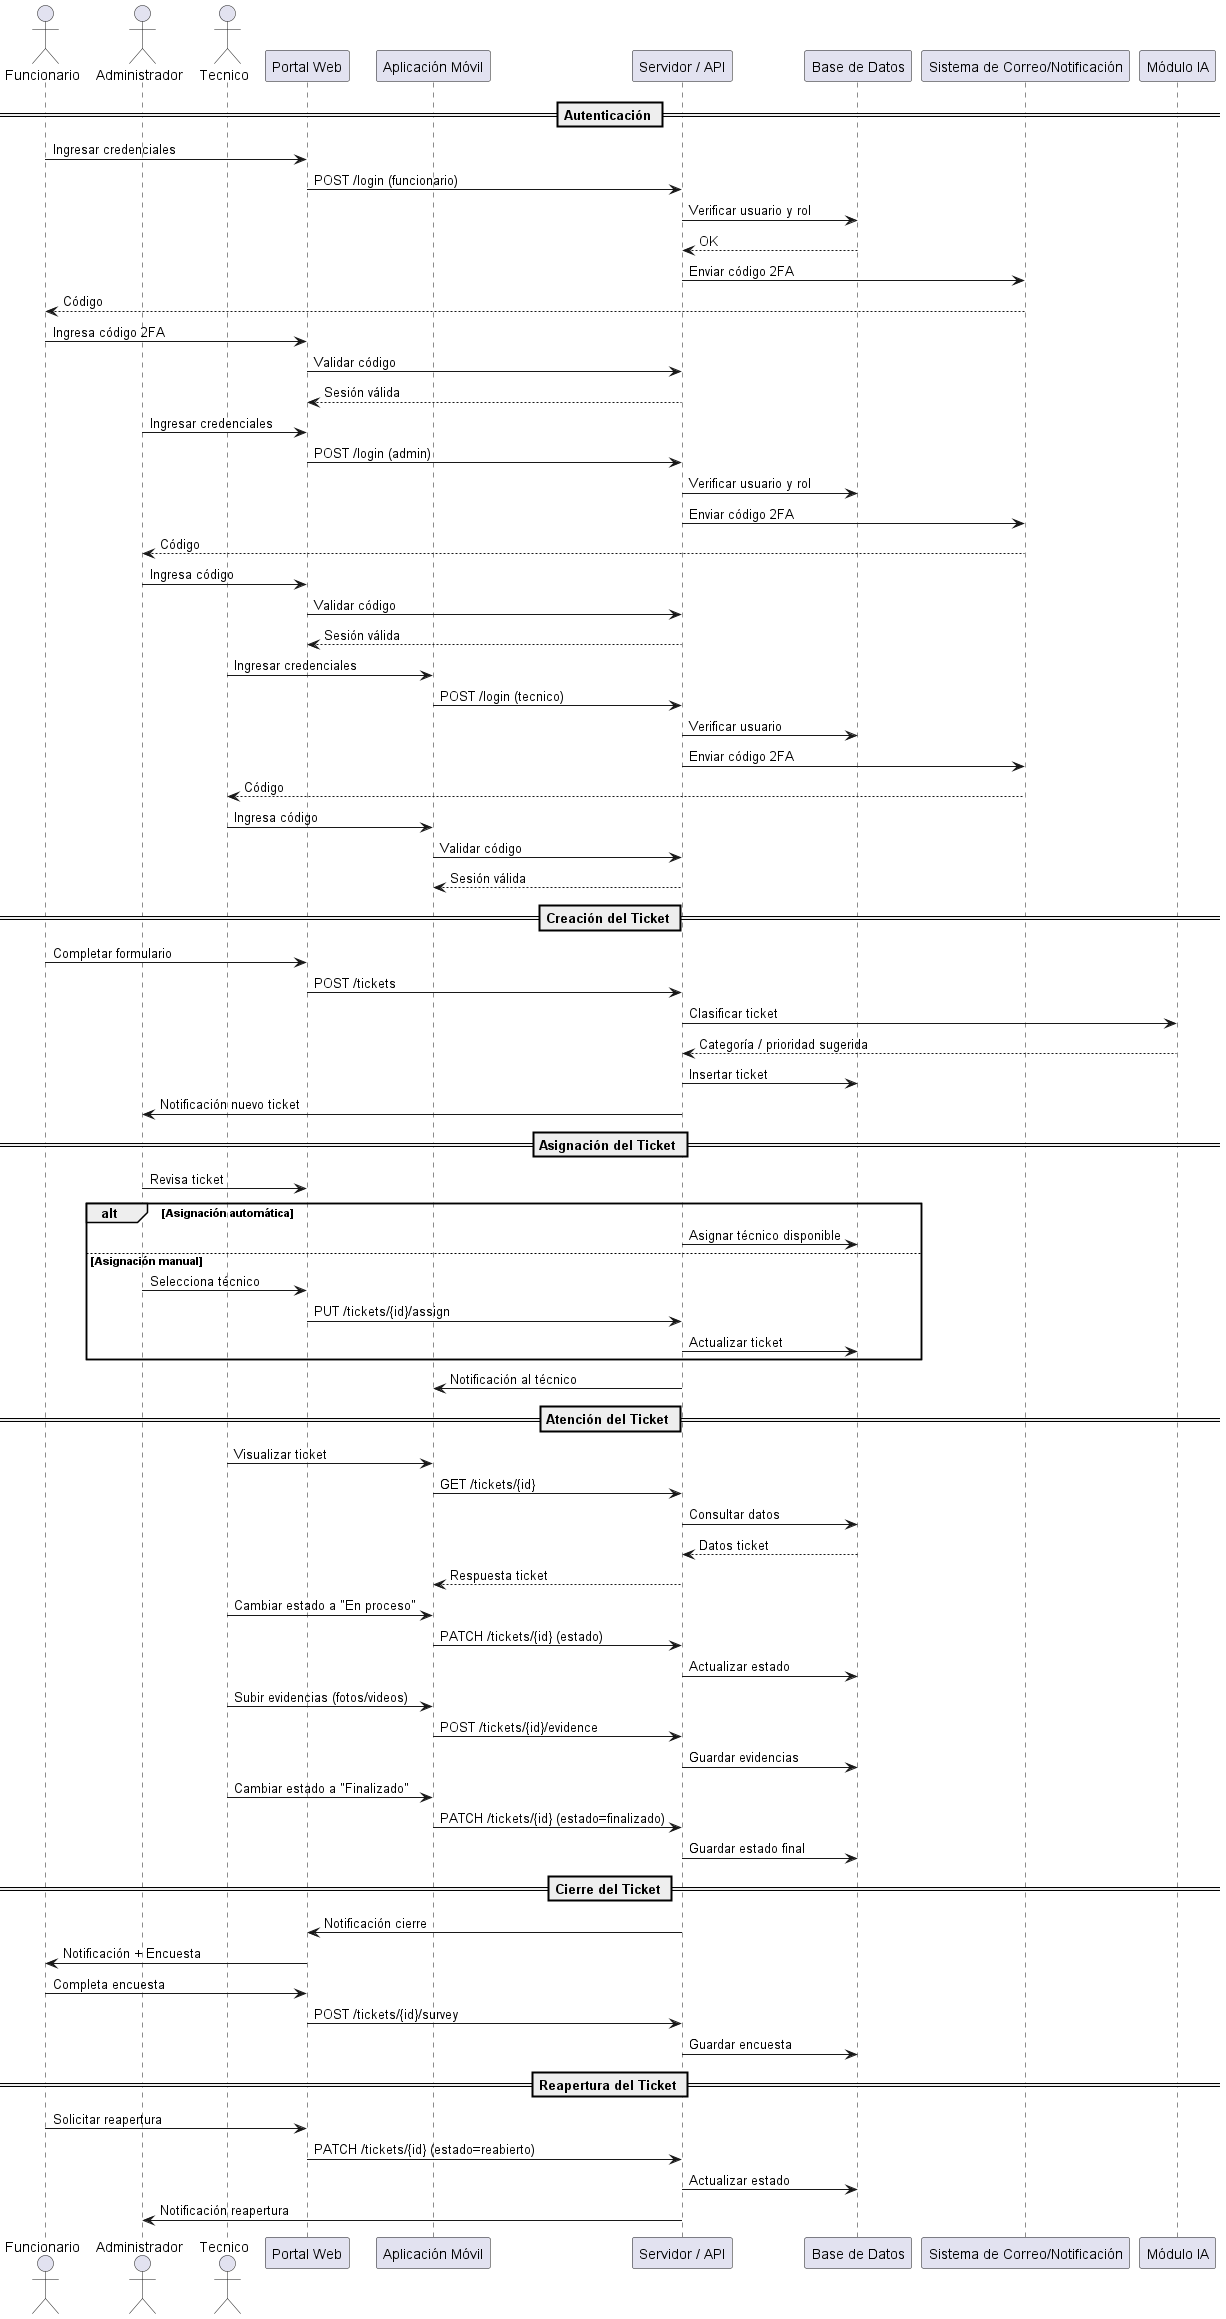 Funcionario
Administrador
Tecnico
Portal Web
Aplicación Móvil
Servidor / API
Base de Datos
Sistema de Correo/Notificación
Módulo IA
Autenticación
Ingresar credenciales
POST /login (funcionario)
Verificar usuario y rol
OK
Enviar código 2FA
Código
Ingresa código 2FA
Validar código
Sesión válida
Ingresar credenciales
POST /login (admin)
Verificar usuario y rol
Enviar código 2FA
Código
Ingresa código
Validar código
Sesión válida
Ingresar credenciales
POST /login (tecnico)
Verificar usuario
Enviar código 2FA
Código
Ingresa código
Validar código
Sesión válida
Creación del Ticket
Completar formulario
POST /tickets
Clasificar ticket
Categoría / prioridad sugerida
Insertar ticket
Notificación nuevo ticket
Asignación del Ticket
Revisa ticket
alt
[Asignación automática]
Asignar técnico disponible
[Asignación manual]
Selecciona técnico
PUT /tickets/{id}/assign
Actualizar ticket
Notificación al técnico
Atención del Ticket
Visualizar ticket
GET /tickets/{id}
Consultar datos
Datos ticket
Respuesta ticket
Cambiar estado a "En proceso"
PATCH /tickets/{id} (estado)
Actualizar estado
Subir evidencias (fotos/videos)
POST /tickets/{id}/evidence
Guardar evidencias
Cambiar estado a "Finalizado"
PATCH /tickets/{id} (estado=finalizado)
Guardar estado final
Cierre del Ticket
Notificación cierre
Notificación + Encuesta
Completa encuesta
POST /tickets/{id}/survey
Guardar encuesta
Reapertura del Ticket
Solicitar reapertura
PATCH /tickets/{id} (estado=reabierto)
Actualizar estado
Notificación reapertura
Funcionario
Administrador
Tecnico
Portal Web
Aplicación Móvil
Servidor / API
Base de Datos
Sistema de Correo/Notificación
Módulo IA